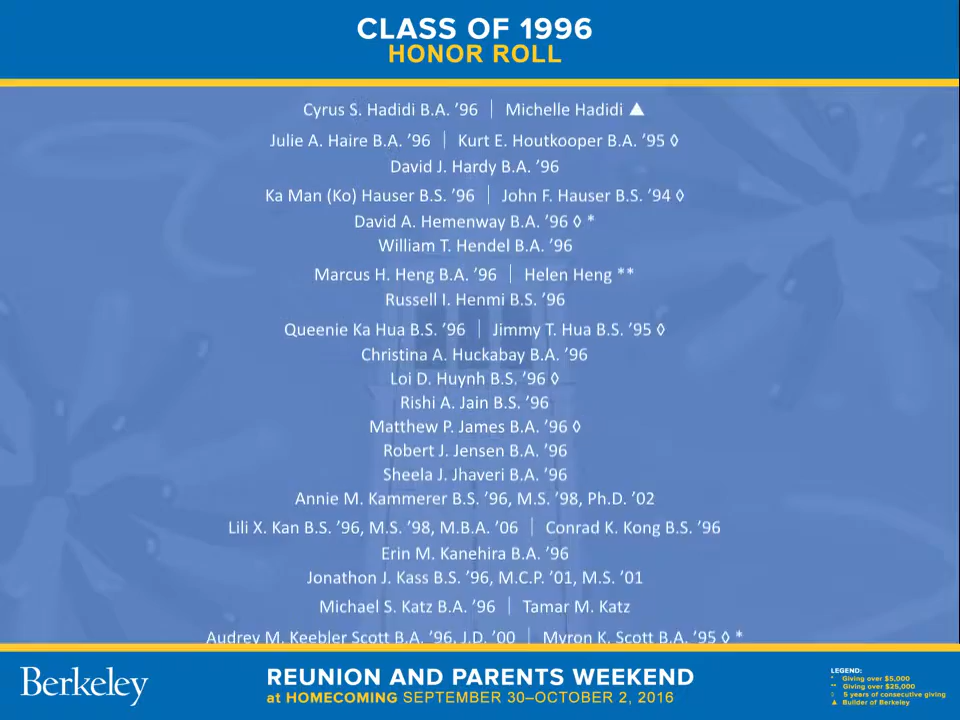 CLASS OF 1996
HONOR ROLL
Cyrus S. Hadidi B.A. ’96 | Michelle Hadidi ▲
Julie A. Haire B.A. ’96 | Kurt E. Houtkooper B.A. ’95 ◊
David J. Hardy B.A. ’96
Ka Man (Ko) Hauser B.S. ’96 | John F. Hauser B.S. ’94 ◊
David A. Hemenway B.A. ’96 ◊ *
William T. Hendel B.A. ’96
Marcus H. Heng B.A. ’96 | Helen Heng **
Russell I. Henmi B.S. ’96
Queenie Ka Hua B.S. ’96 | Jimmy T. Hua B.S. ’95 ◊
Christina A. Huckabay B.A. ’96
Loi D. Huynh B.S. ’96 ◊
Rishi A. Jain B.S. ’96
Matthew P. James B.A. ’96 ◊
Robert J. Jensen B.A. ’96
Sheela J. Jhaveri B.A. ’96
Annie M. Kammerer B.S. ’96, M.S. ’98, Ph.D. ’02
Lili X. Kan B.S. ’96, M.S. ’98, M.B.A. ’06 | Conrad K. Kong B.S. ’96
Erin M. Kanehira B.A. ’96
Jonathon J. Kass B.S. ’96, M.C.P. ’01, M.S. ’01
Michael S. Katz B.A. ’96 | Tamar M. Katz
Audrey M. Keebler Scott B.A. ’96, J.D. ’00 | Myron K. Scott B.A. ’95 ◊ *
Berkeley
REUNION AND PARENTS WEEKEND
at HOMECOMING SEPTEMBER 30–OCTOBER 2, 2016
LEGEND:
* Giving over $5,000
** Giving over $25,000
◊ 5 years of consecutive giving
▲ Builder of Berkeley